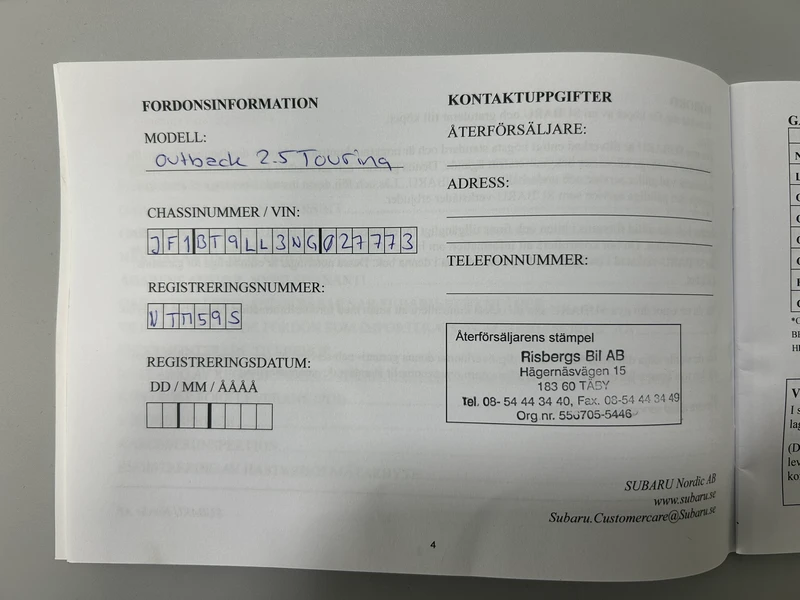 FORDONSINFORMATION
MODELL:
Outback 2.5 Touring
CHASSINUMMER / VIN:
JF1BT9LL3NG027773
REGISTRERINGSNUMMER:
NTM59S
REGISTRERINGSDATUM:
DD / MM / ÅÅÅÅ
KONTAKTUPPGIFTER
ÅTERFÖRSÄLJARE:
ADRESS:
TELEFONNUMMER:
Återförsäljarens stämpel
Risbergs Bil AB
Hägernäsvägen 15
183 60 TÄBY
Tel. 08- 54 44 34 40, Fax. 08-54 44 34 49
Org nr. 556705-5446
SUBARU Nordic AB
www.subaru.se
Subaru.Customercare@Subaru.se
4